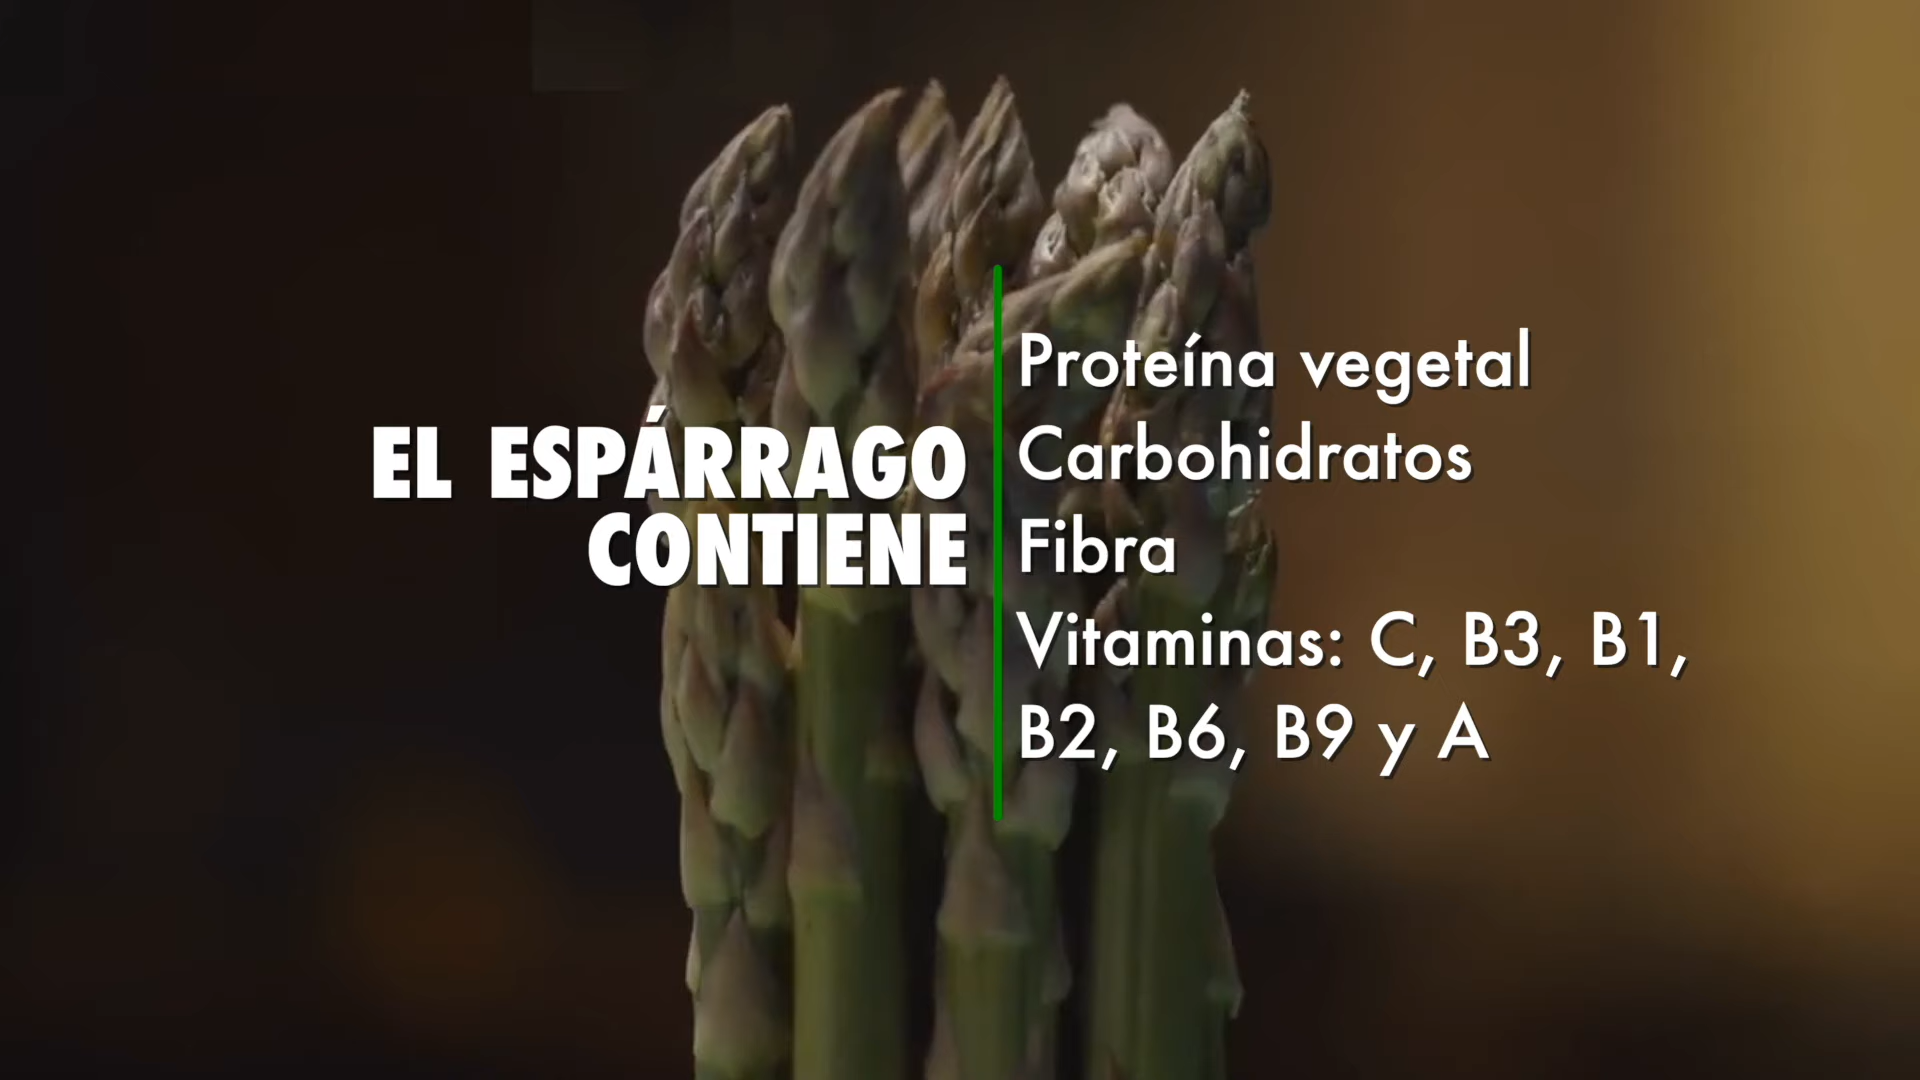 EL ESPÁRRAGO
CONTIENE
Proteína vegetal
Carbohidratos
Fibra
Vitaminas: C, B3, B1,
B2, B6, B9 y A